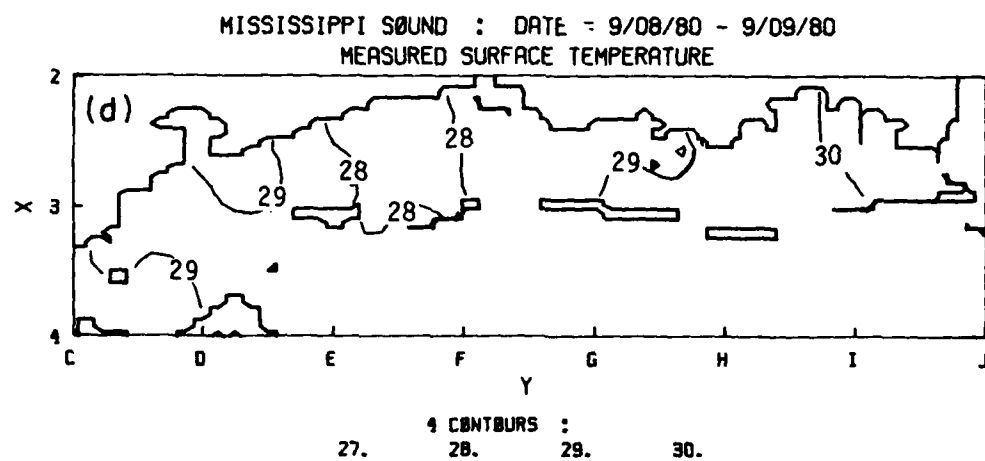 MISSISSIPPI SØUND : DATE = 9/08/80 - 9/09/80
MEASURED SURFACE TEMPERATURE
2
(d)
28
28
30
29
29
X
3
28
29
4
C D E F G H I J
Y
4 CØNTØURS :
27. 28. 29. 30.